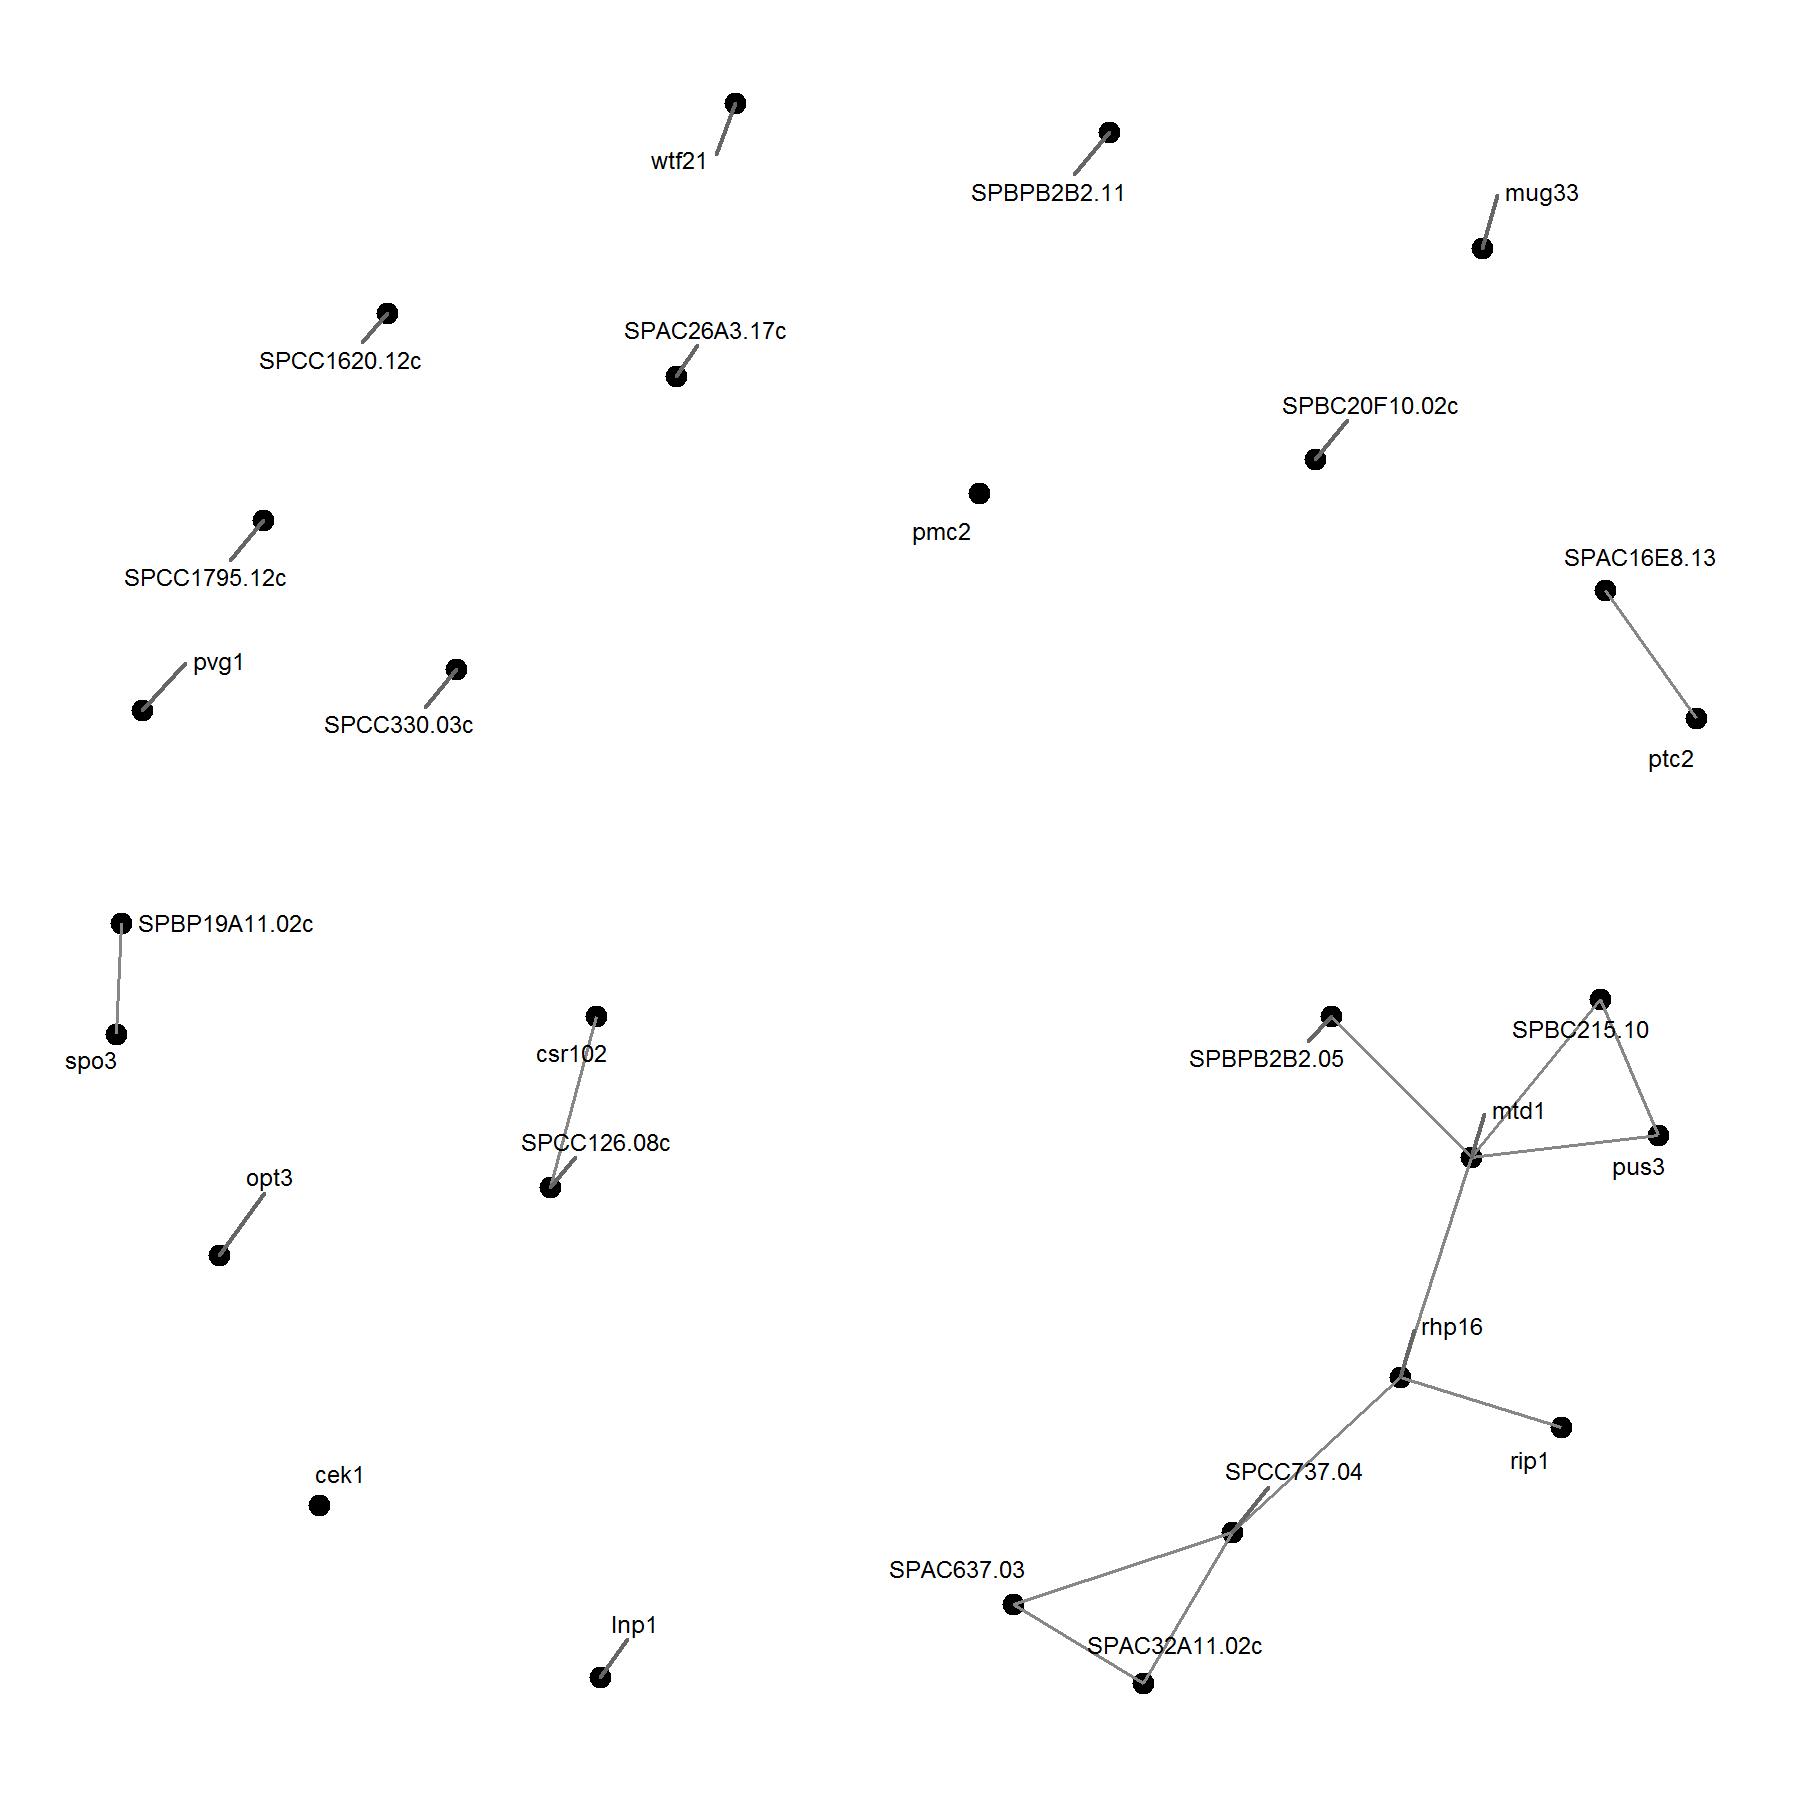 wtf21
SPBPB2B2.11
mug33
SPCC1620.12c
SPAC26A3.17c
SPBC20F10.02c
pmc2
SPAC16E8.13
SPCC1795.12c
pvg1
SPCC330.03c
ptc2
SPBP19A11.02c
SPBC215.10
csr102
SPBPB2B2.05
spo3
mtd1
SPCC126.08c
pus3
opt3
rhp16
rip1
SPCC737.04
cek1
SPAC637.03
lnp1
SPAC32A11.02c